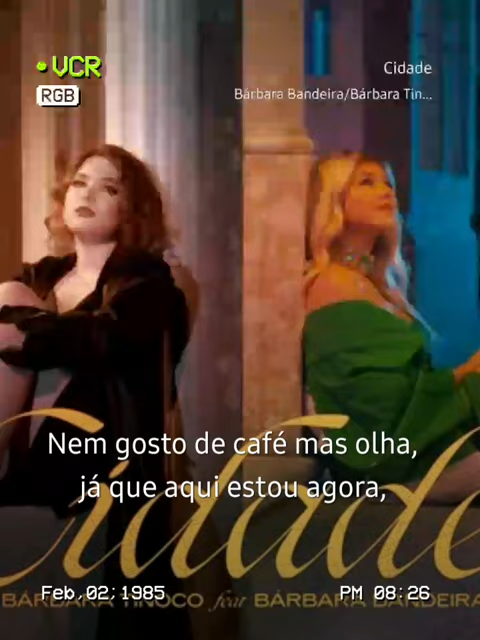 VCR
RGB
Cidade
Bárbara Bandeira/Bárbara Tin...
Nem gosto de café mas olha,
já que aqui estou agora,
Cidade
Feb,02;1985
PM 08:26
BÁRBARA TINOCO feat BÁRBARA BANDEIRA